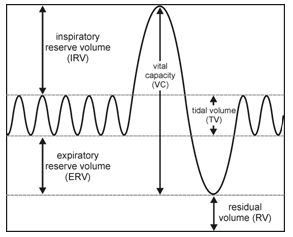 inspiratory
reserve volume
(IRV)
vital
capacity
(VC)
tidal volume
(TV)
expiratory
reserve volume
(ERV)
residual
volume (RV)